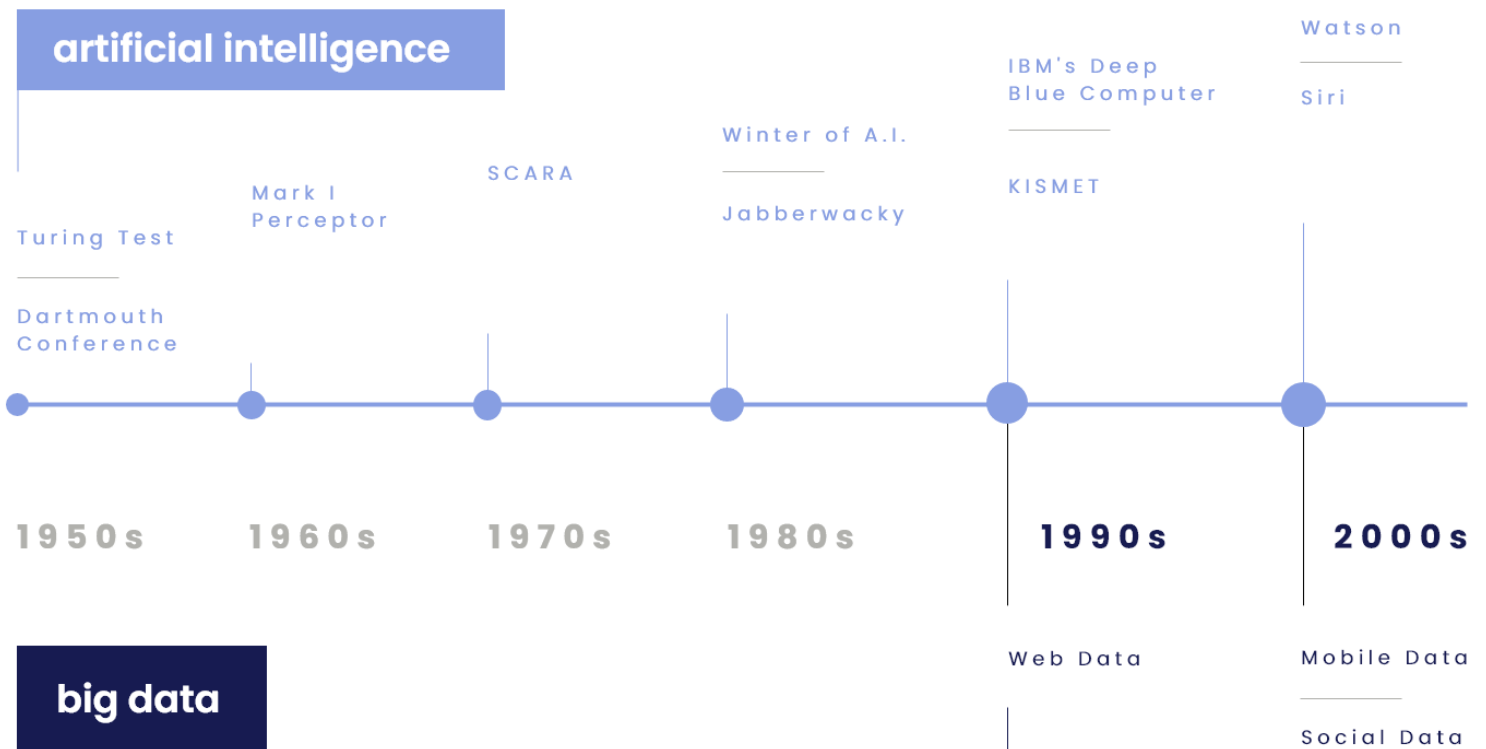 artificial intelligence
Turing Test
Dartmouth
Conference
Mark I
Perceptor
SCARA
Winter of A.I.
Jabberwacky
IBM's Deep
Blue Computer
KISMET
Watson
Siri
1950s
1960s
1970s
1980s
1990s
2000s
big data
Web Data
Mobile Data
Social Data